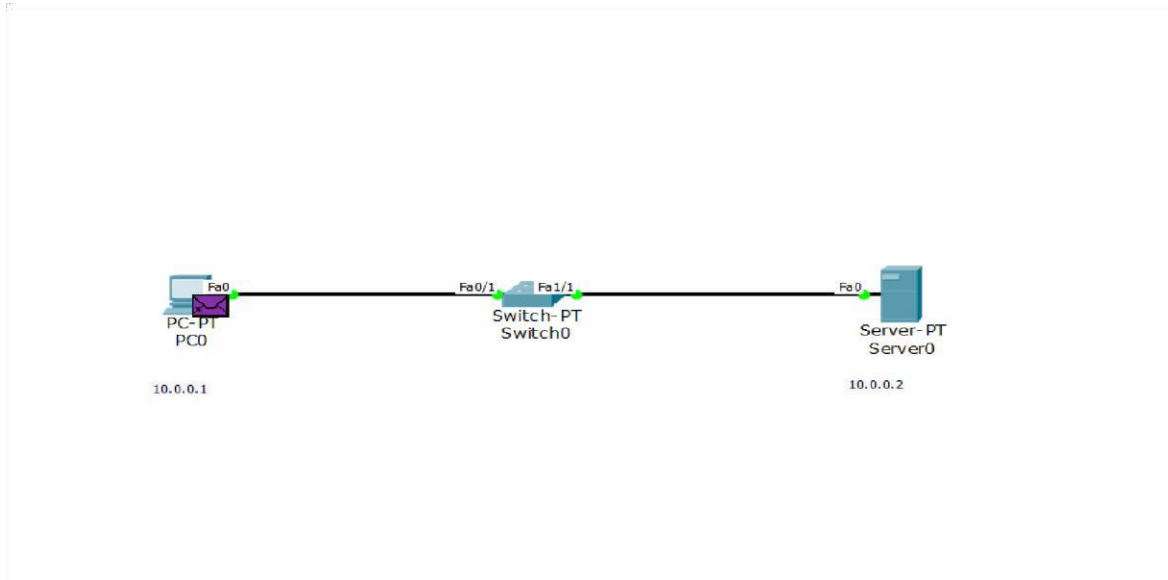 Fa0
Fa0/1
Fa1/1
Fa0
PC-PT
PC0
Switch-PT
Switch0
Server-PT
Server0
10.0.0.1
10.0.0.2